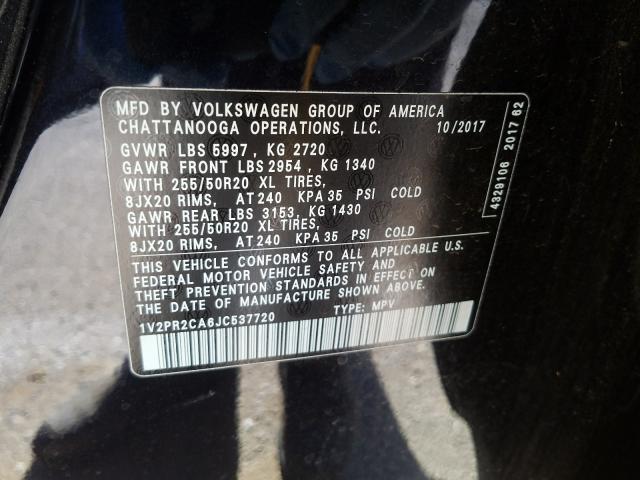 MFD BY VOLKSWAGEN GROUP OF AMERICA
CHATTANOOGA OPERATIONS, LLC. 10/2017
GVWR LBS 5997, KG 2720
GAWR FRONT LBS 2954, KG 1340
WITH 255/50R20 XL TIRES,
8JX20 RIMS, AT 240 KPA 35 PSI COLD
GAWR REAR LBS 3153, KG 1430
WITH 255/50R20 XL TIRES,
8JX20 RIMS, AT 240 KPA 35 PSI COLD
THIS VEHICLE CONFORMS TO ALL APPLICABLE U.S.
FEDERAL MOTOR VEHICLE SAFETY AND
THEFT PREVENTION STANDARDS IN EFFECT ON
THE DATE OF MANUFACTURE SHOWN ABOVE.
1V2PR2CA6JC537720 TYPE: MPV
4329106 2017 62